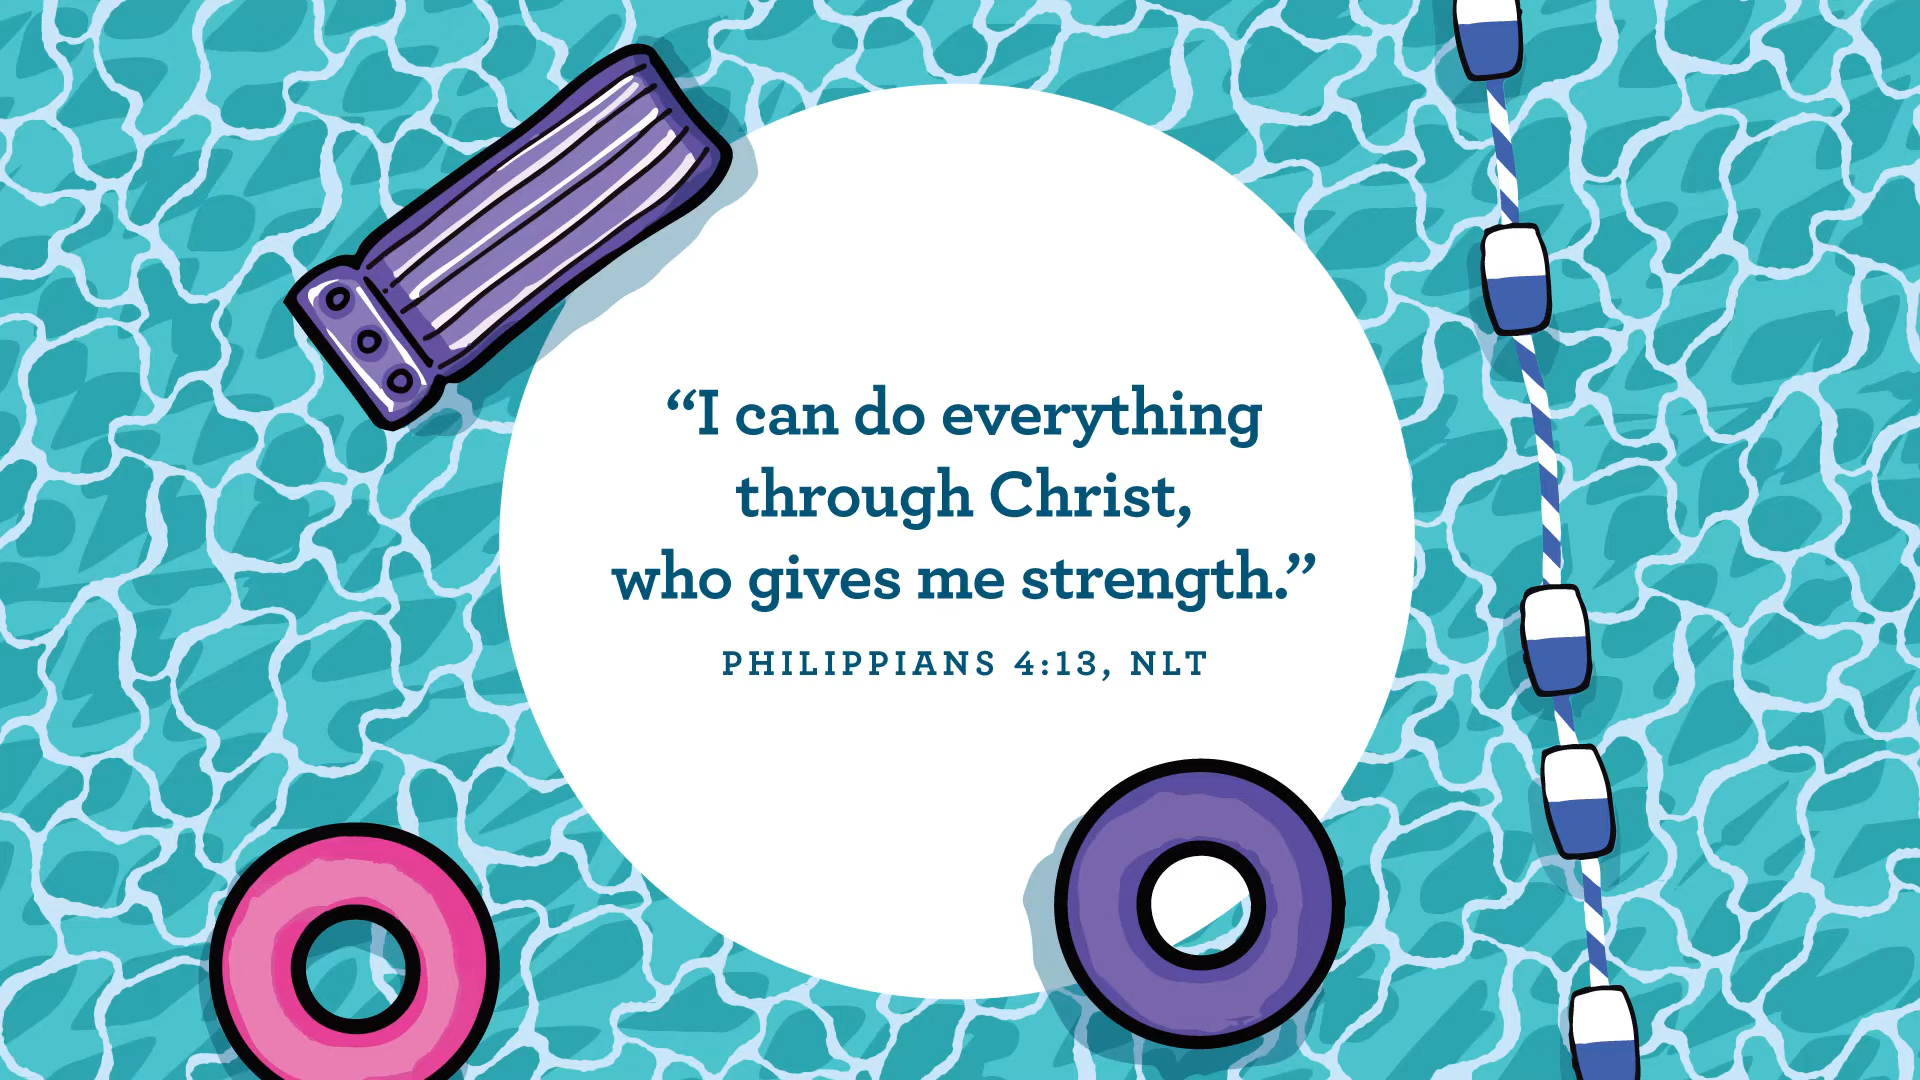 “I can do everything
through Christ,
who gives me strength.”
PHILIPPIANS 4:13, NLT